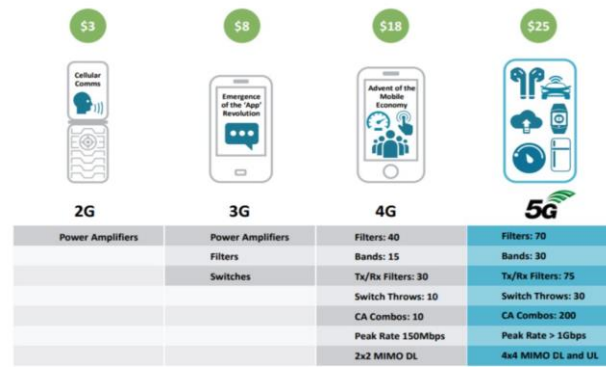 $3
$8
$18
$25
Cellular
Comms
Emergence
of the 'App'
Revolution
Advent of the
Mobile
Economy
2G
3G
4G
5G
Power Amplifiers
Power Amplifiers
Filters: 40
Filters: 70
Filters
Bands: 15
Bands: 30
Switches
Tx/Rx Filters: 30
Tx/Rx Filters: 75
Switch Throws: 10
Switch Throws: 30
CA Combos: 10
CA Combos: 200
Peak Rate 150Mbps
Peak Rate > 1Gbps
2x2 MIMO DL
4x4 MIMO DL and UL